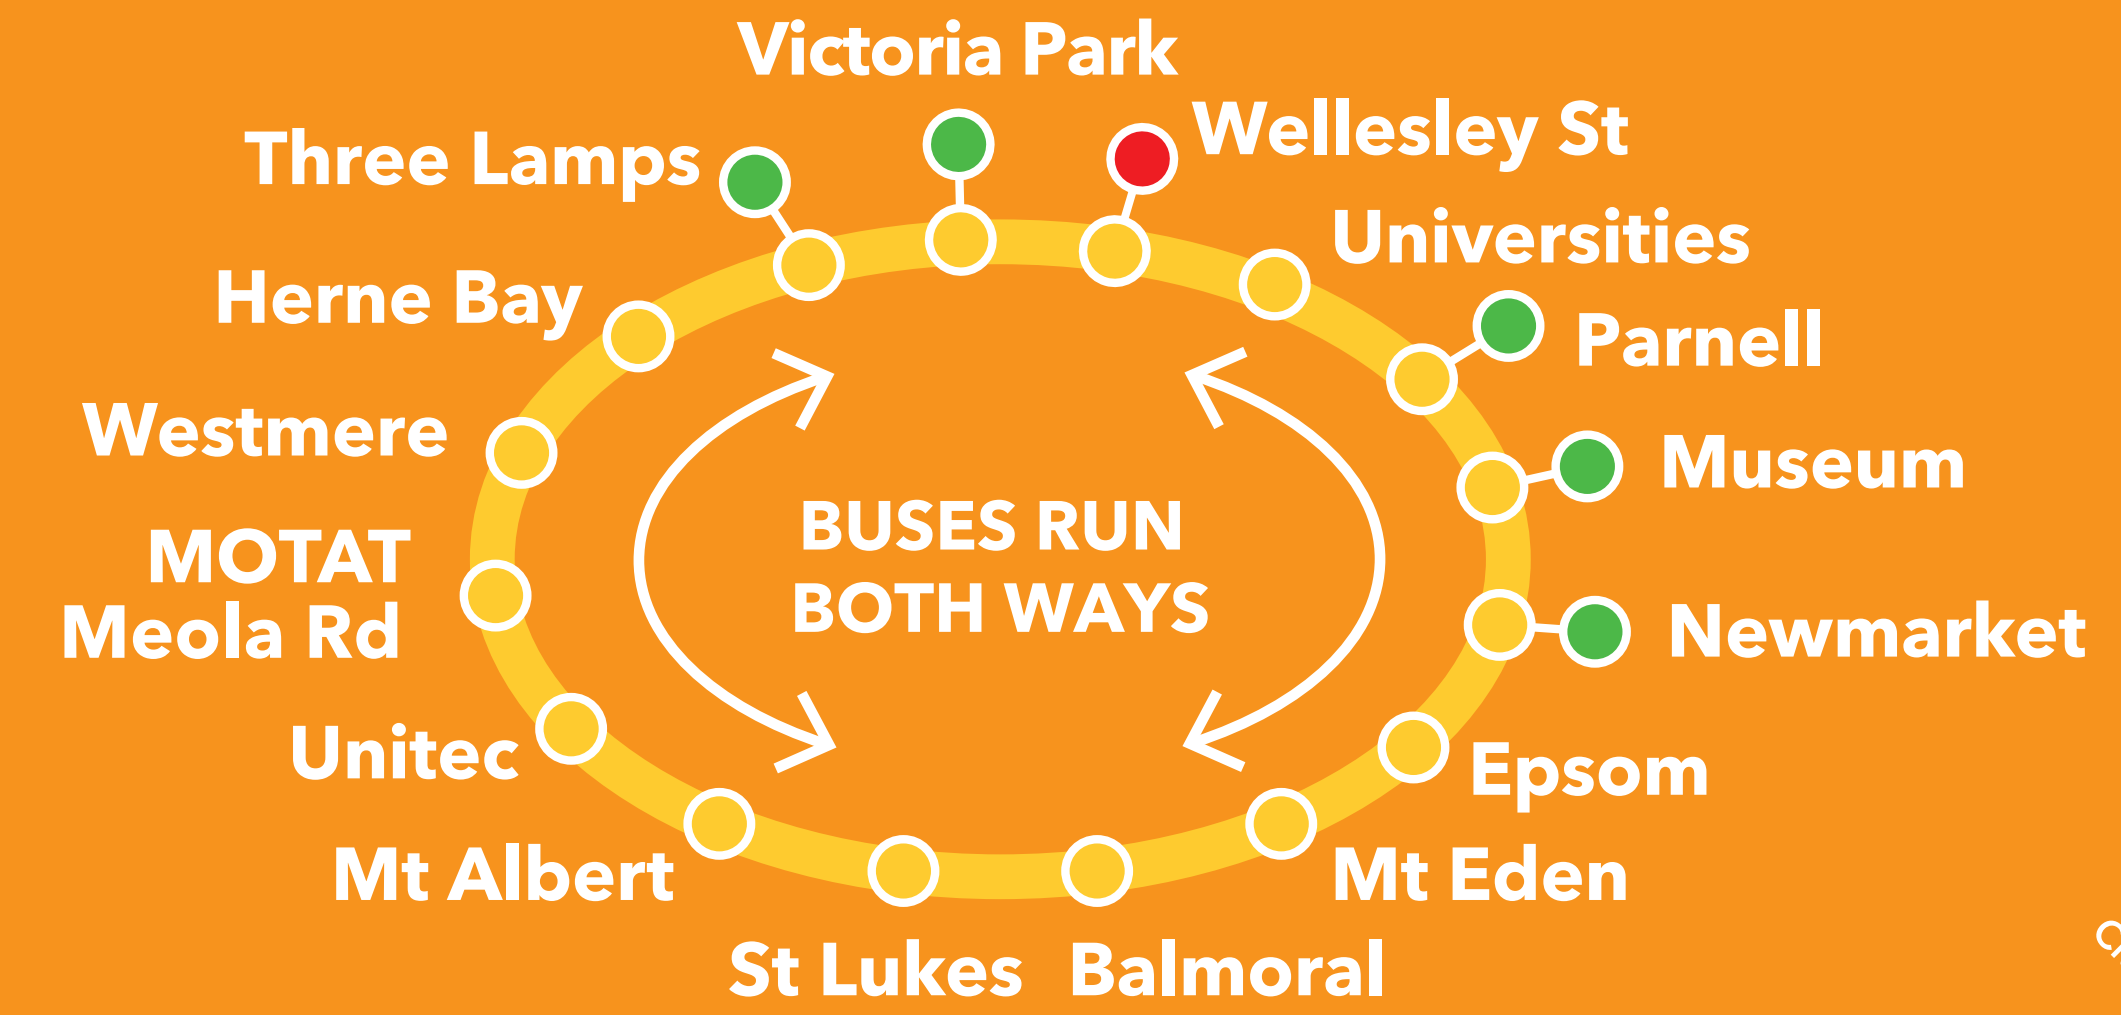 Victoria Park
Wellesley St
Three Lamps
Universities
Herne Bay
Parnell
Westmere
Museum
BUSES RUN
BOTH WAYS
MOTAT
Meola Rd
Newmarket
Unitec
Epsom
Mt Albert
Mt Eden
St Lukes
Balmoral